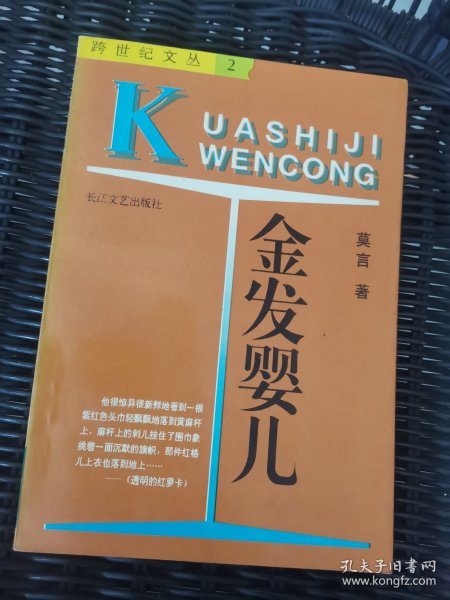 跨世纪文丛 2
KUASHIJI
WENCONG
长江文艺出版社
金发婴儿
莫言 著
他很惊异很新鲜地看到一根
紫红色头巾轻飘飘地落到黄麻秆
上，麻秆上的刺儿挂住了围巾象
挑着一面沉默的旗帜，那件红格
儿上衣也落到地上……
——《透明的红萝卜》
孔夫子旧书网
www.kongfz.com